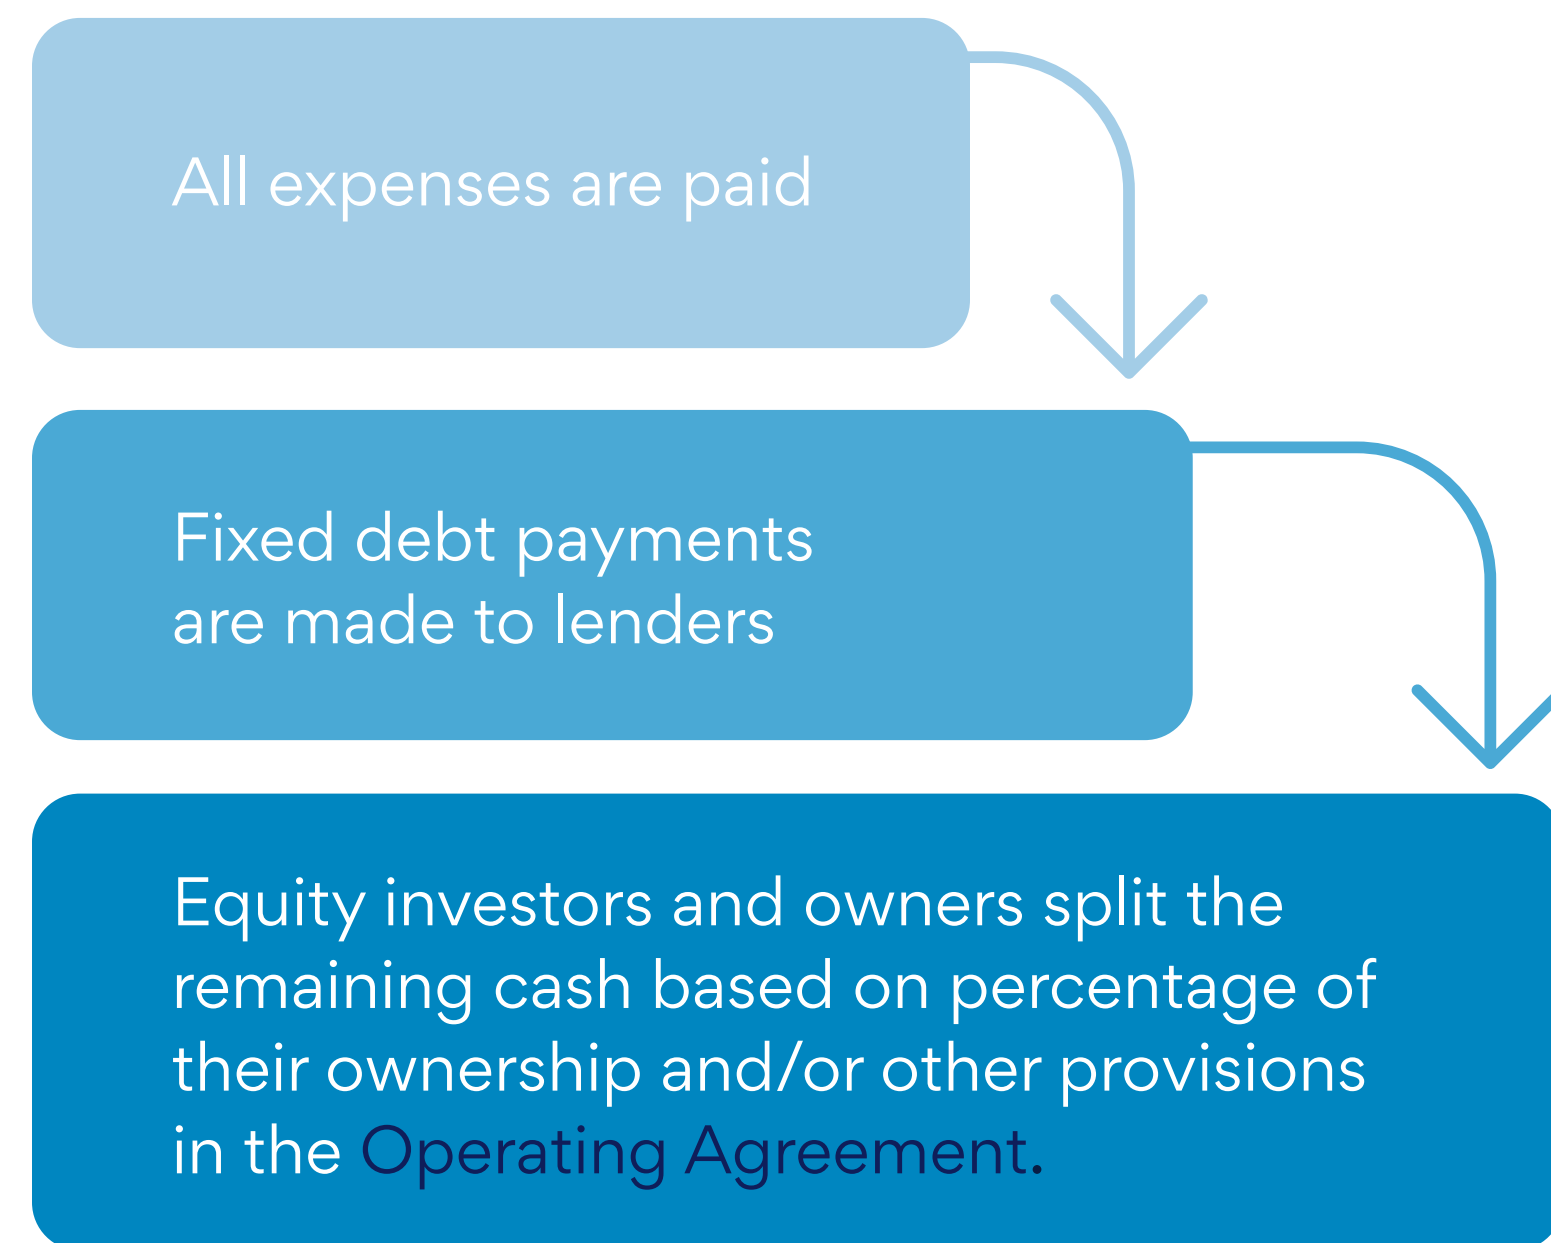 All expenses are paid
Fixed debt payments
are made to lenders
Equity investors and owners split the
remaining cash based on percentage of
their ownership and/or other provisions
in the Operating Agreement.